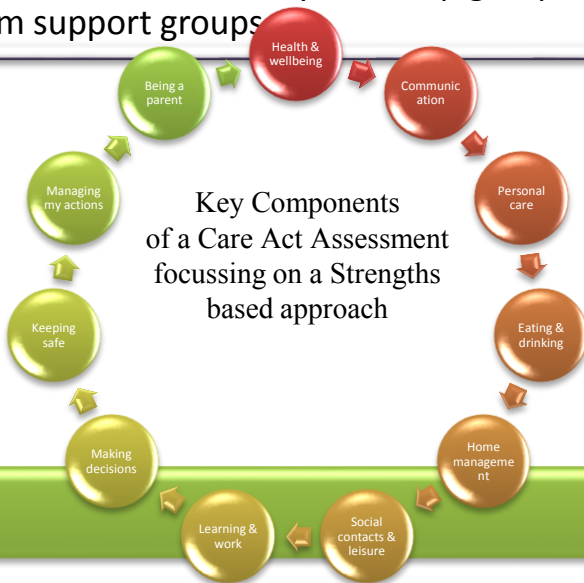 m support groups
Health &
wellbeing
Communic
ation
Personal
care
Eating &
drinking
Home
manageme
nt
Social
contacts &
leisure
Learning &
work
Making
decisions
Keeping
safe
Managing
my actions
Being a
parent
Key Components
of a Care Act Assessment
focussing on a Strengths
based approach